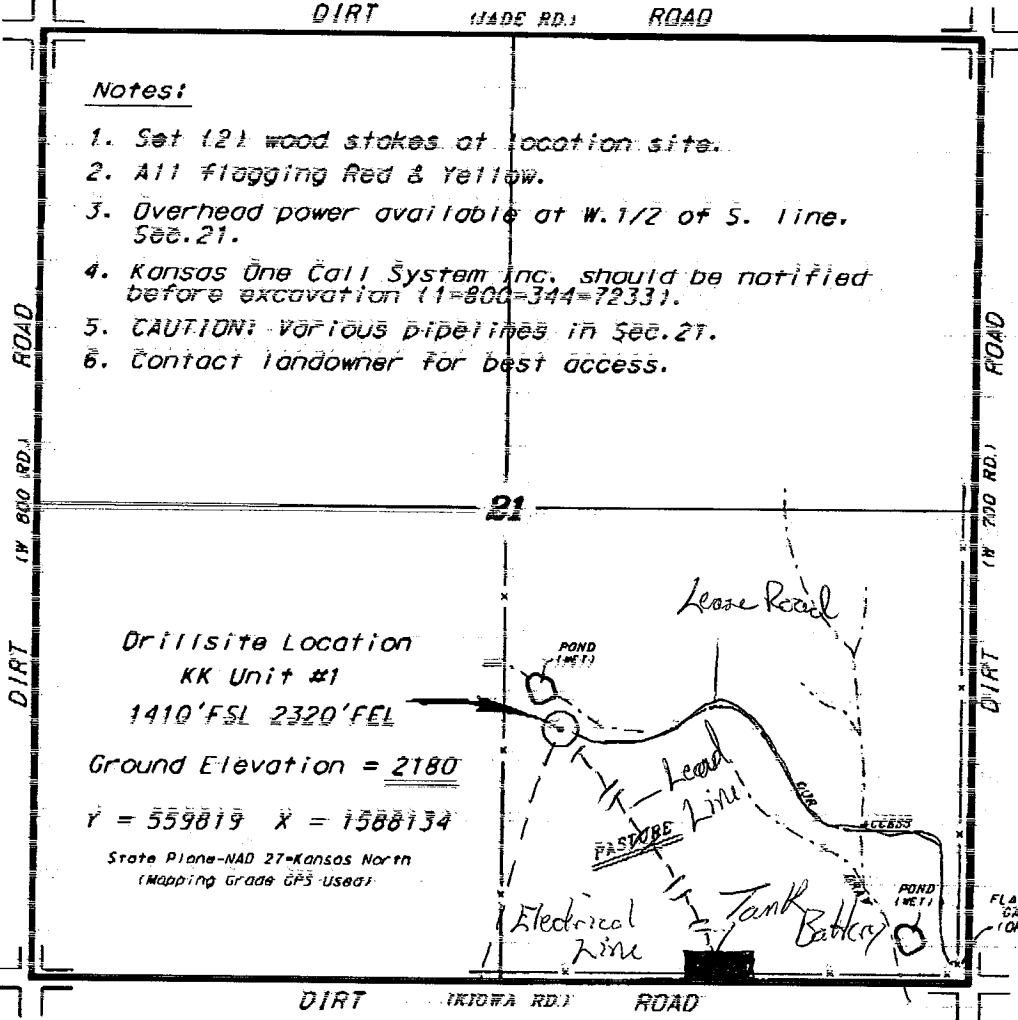 DIRT (JADE RD.) ROAD
Notes:
1. Set (2) wood stakes at location site.
2. All flagging Red & Yellow.
3. Overhead power available at W.1/2 of S. line.
Sec.21.
4. Kansas One Call System Inc. should be notified
before excavation (1-800-344-7233).
5. CAUTION: Various pipelines in Sec.21.
6. Contact landowner for best access.
DIRT (W 800 RD.) ROAD
DIRT (W 700 RD.) ROAD
21
Lease Road
Drillsite Location
KK Unit #1
1410'FSL 2320'FEL
Ground Elevation = 2180
Y = 559819 X = 1588134
State Plane-NAD 27-Kansas North
(Mapping Grade GPS Used)
POND
(WET)
Lead
Line
PASTURE
OUR
ACCESS
Electrical
Line
Tank
Battery
POND
(WET)
DIRT (KIOWA RD.) ROAD